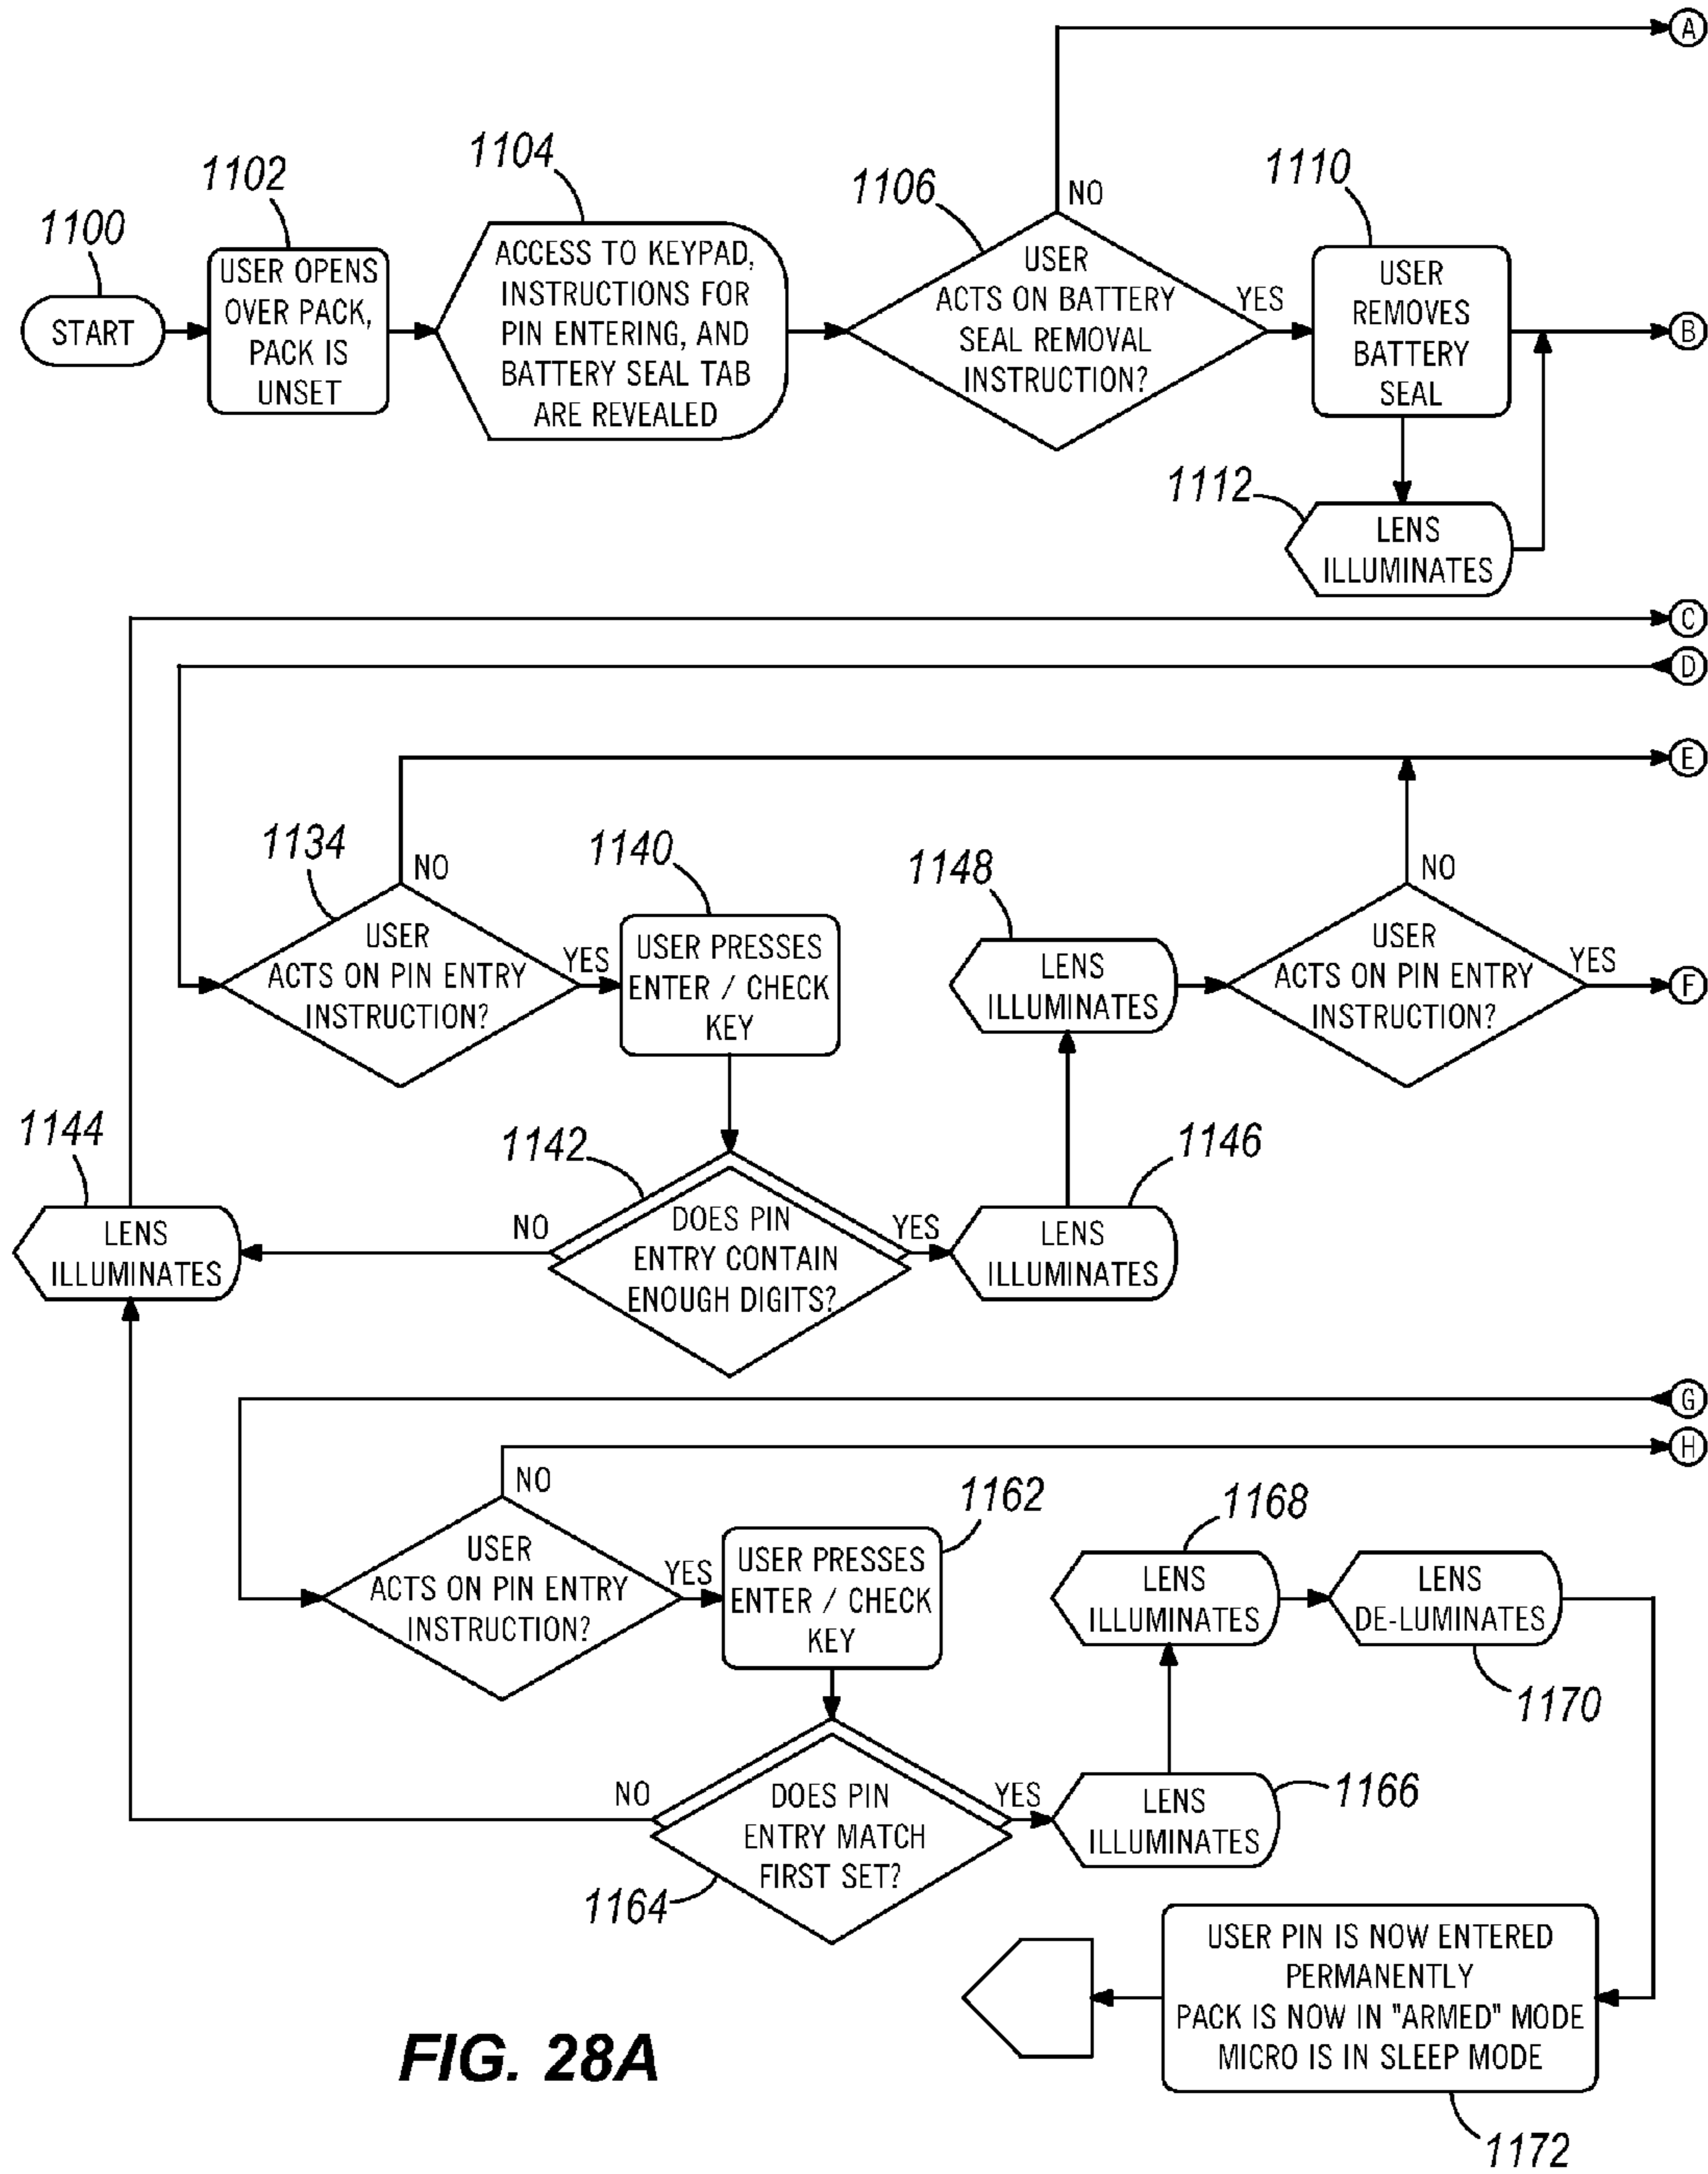 A
1100
START
1102
USER OPENS
OVER PACK,
PACK IS
UNSET
1104
ACCESS TO KEYPAD,
INSTRUCTIONS FOR
PIN ENTERING, AND
BATTERY SEAL TAB
ARE REVEALED
1106
NO
USER
ACTS ON BATTERY
SEAL REMOVAL
INSTRUCTION?
YES
1110
USER
REMOVES
BATTERY
SEAL
B
1112
LENS
ILLUMINATES
C
D
E
1134
NO
USER
ACTS ON PIN ENTRY
INSTRUCTION?
YES
1140
USER PRESSES
ENTER / CHECK
KEY
1148
LENS
ILLUMINATES
NO
USER
ACTS ON PIN ENTRY
INSTRUCTION?
YES
F
1144
LENS
ILLUMINATES
NO
1142
DOES PIN
ENTRY CONTAIN
ENOUGH DIGITS?
YES
1146
LENS
ILLUMINATES
G
H
NO
USER
ACTS ON PIN ENTRY
INSTRUCTION?
YES
1162
USER PRESSES
ENTER / CHECK
KEY
1168
LENS
ILLUMINATES
LENS
DE-LUMINATES
1170
NO
DOES PIN
ENTRY MATCH
FIRST SET?
1164
YES
LENS
ILLUMINATES
1166
USER PIN IS NOW ENTERED
PERMANENTLY
PACK IS NOW IN "ARMED" MODE
MICRO IS IN SLEEP MODE
1172
FIG. 28A